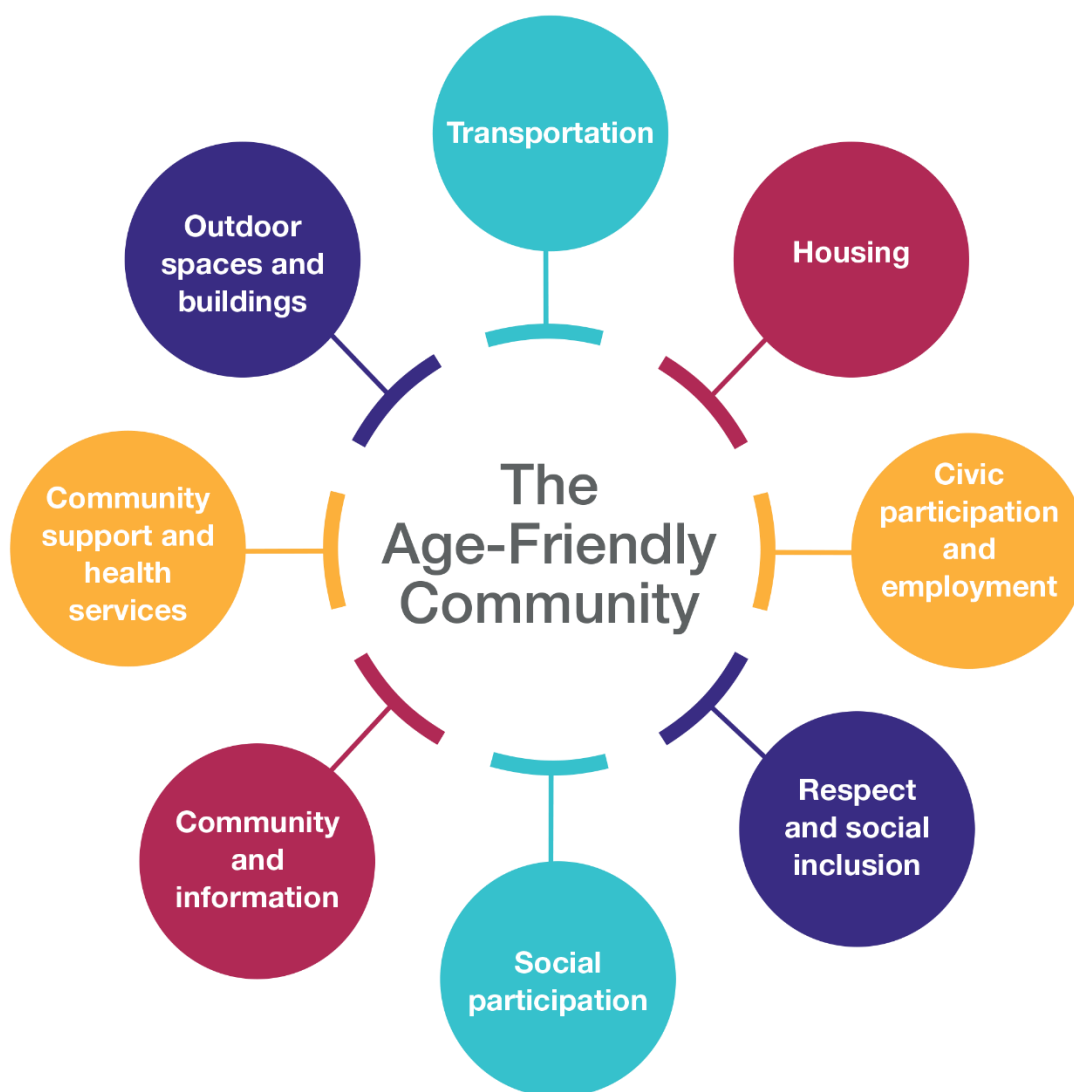 Transportation
Housing
Civic
participation
and
employment
Respect
and social
inclusion
Social
participation
Community
and
information
Community
support and
health
services
Outdoor
spaces and
buildings
The
Age-Friendly
Community